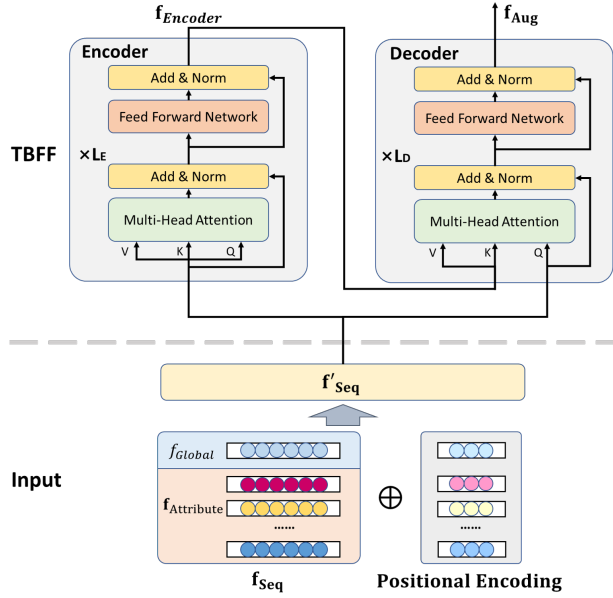 f_Encoder
f_Aug
Encoder
Decoder
Add & Norm
Add & Norm
Feed Forward Network
Feed Forward Network
TBFF
×L_E
×L_D
Add & Norm
Add & Norm
Multi-Head Attention
Multi-Head Attention
V K Q
V K Q
f'_Seq
f_Global
Input
f_Attribute
......
......
f_Seq
Positional Encoding